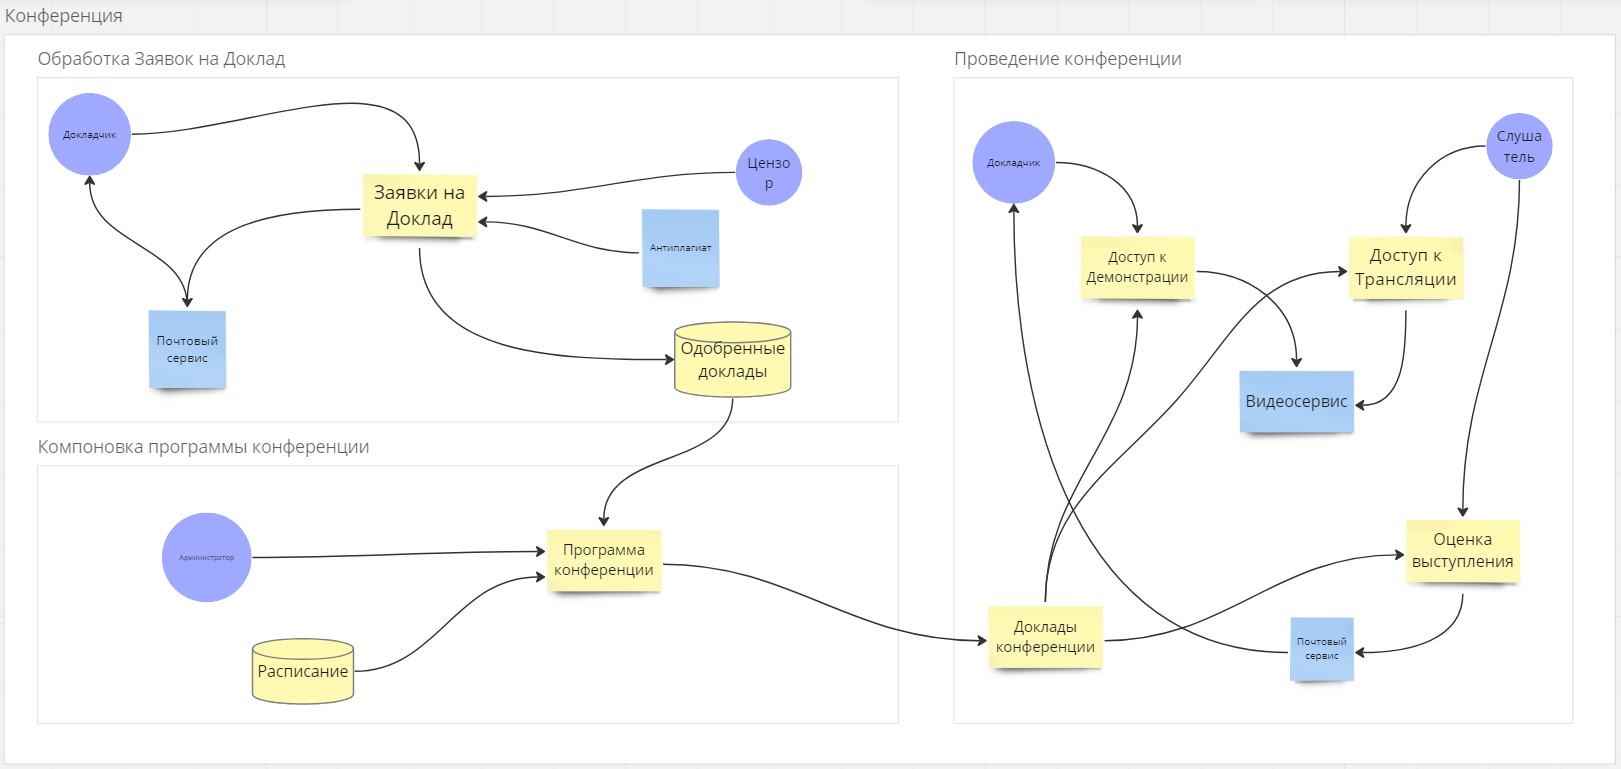 Конференция
Обработка Заявок на Доклад
Докладчик
Заявки на
Доклад
Цензо
р
Антиплагиат
Почтовый
сервис
Одобренные
доклады
Компоновка программы конференции
Администратор
Программа
конференции
Расписание
Проведение конференции
Докладчик
Слуша
тель
Доступ к
Демонстрации
Доступ к
Трансляции
Видеосервис
Оценка
выступления
Доклады
конференции
Почтовый
сервис